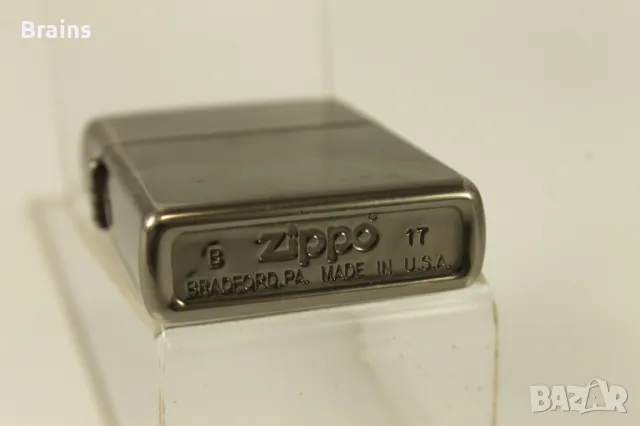 Brains
B zippo 17
BRADFORD, PA. MADE IN U.S.A.
BAZAR